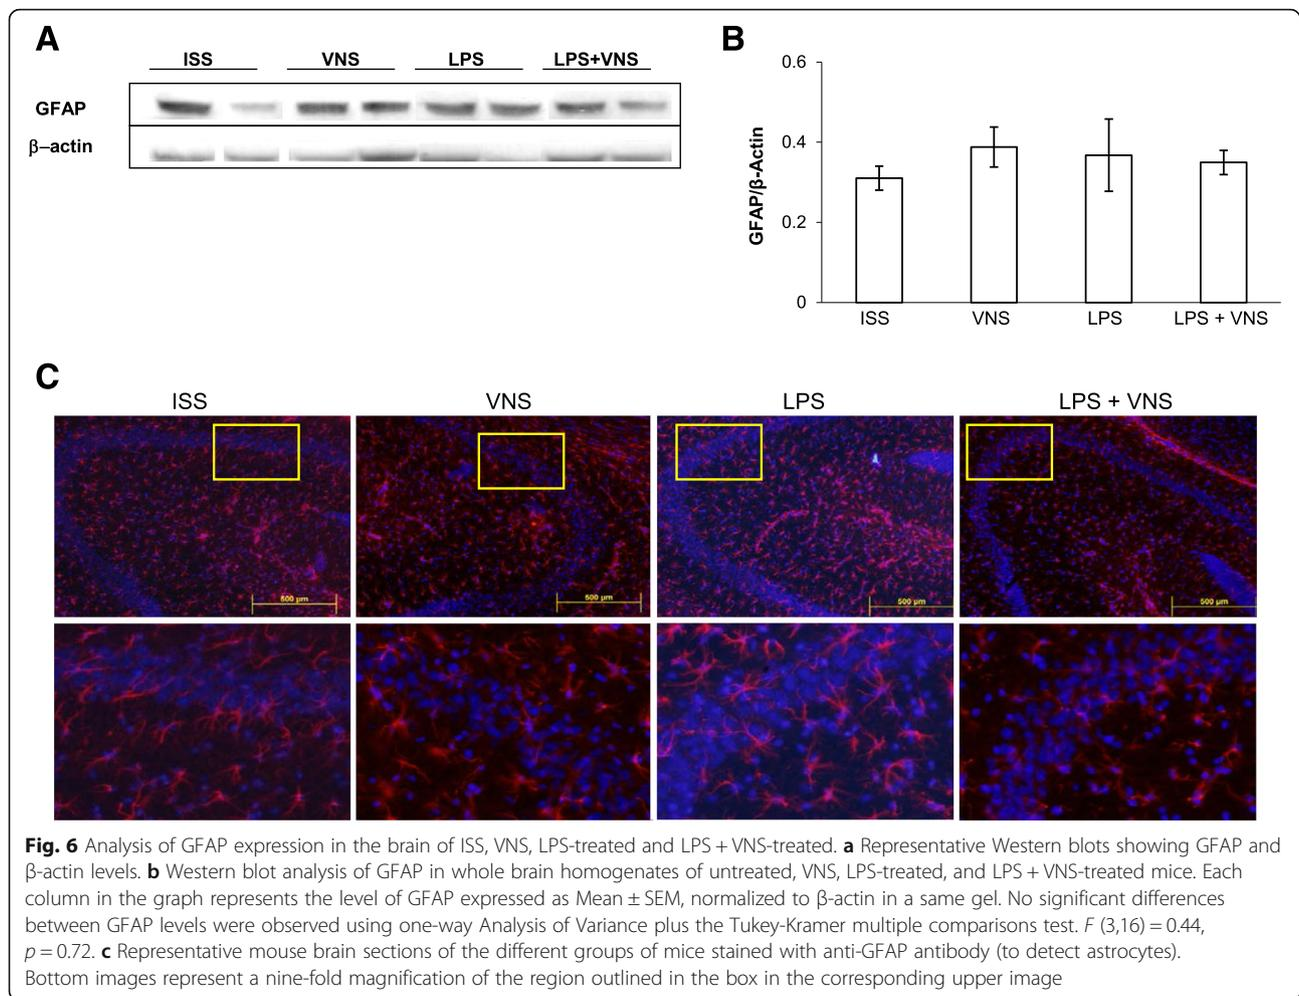 A
ISS VNS LPS LPS+VNS
GFAP
β–actin
B
0.6
0.4
0.2
0
GFAP/β-Actin
ISS VNS LPS LPS + VNS
C
ISS VNS LPS LPS + VNS
500 µm 500 µm 500 µm 500 µm
Fig. 6 Analysis of GFAP expression in the brain of ISS, VNS, LPS-treated and LPS + VNS-treated. a Representative Western blots showing GFAP and
β-actin levels. b Western blot analysis of GFAP in whole brain homogenates of untreated, VNS, LPS-treated, and LPS + VNS-treated mice. Each
column in the graph represents the level of GFAP expressed as Mean ± SEM, normalized to β-actin in a same gel. No significant differences
between GFAP levels were observed using one-way Analysis of Variance plus the Tukey-Kramer multiple comparisons test. F (3,16) = 0.44,
p = 0.72. c Representative mouse brain sections of the different groups of mice stained with anti-GFAP antibody (to detect astrocytes).
Bottom images represent a nine-fold magnification of the region outlined in the box in the corresponding upper image